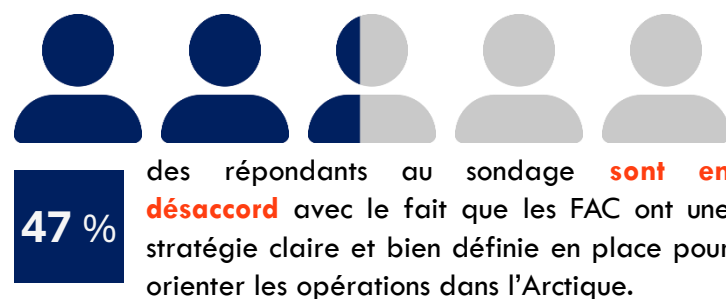 47 %
des répondants au sondage sont en
désaccord avec le fait que les FAC ont une
stratégie claire et bien définie en place pour
orienter les opérations dans l’Arctique.